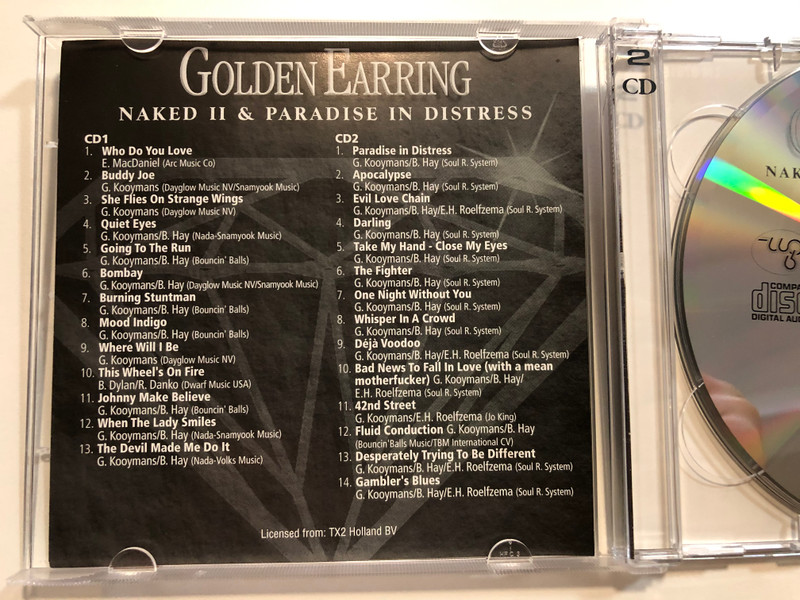 GOLDEN EARRING
NAKED II & PARADISE IN DISTRESS
CD1
1. Who Do You Love
E. MacDaniel (Arc Music Co)
2. Buddy Joe
G. Kooymans (Dayglow Music NV/Snamyook Music)
3. She Flies On Strange Wings
G. Kooymans (Dayglow Music NV)
4. Quiet Eyes
G. Kooymans/B. Hay (Nada-Snamyook Music)
5. Going To The Run
G. Kooymans/B. Hay (Bouncin' Balls)
6. Bombay
G. Kooymans/B. Hay (Dayglow Music NV/Snamyook Music)
7. Burning Stuntman
G. Kooymans/B. Hay (Bouncin' Balls)
8. Mood Indigo
G. Kooymans/B. Hay (Bouncin' Balls)
9. Where Will I Be
G. Kooymans (Dayglow Music NV)
10. This Wheel's On Fire
B. Dylan/R. Danko (Dwarf Music USA)
11. Johnny Make Believe
G. Kooymans/B. Hay (Bouncin' Balls)
12. When The Lady Smiles
G. Kooymans/B. Hay (Nada-Snamyook Music)
13. The Devil Made Me Do It
G. Kooymans/B. Hay (Nada-Volks Music)
CD2
1. Paradise in Distress
G. Kooymans/B. Hay (Soul R. System)
2. Apocalypse
G. Kooymans/B. Hay (Soul R. System)
3. Evil Love Chain
G. Kooymans/B. Hay/E.H. Roelfzema (Soul R. System)
4. Darling
G. Kooymans/B. Hay (Soul R. System)
5. Take My Hand - Close My Eyes
G. Kooymans/B. Hay (Soul R. System)
6. The Fighter
G. Kooymans/B. Hay (Soul R. System)
7. One Night Without You
G. Kooymans/B. Hay (Soul R. System)
8. Whisper In A Crowd
G. Kooymans/B. Hay (Soul R. System)
9. Déjà Voodoo
G. Kooymans/B. Hay/E.H. Roelfzema (Soul R. System)
10. Bad News To Fall In Love (with a mean
motherfucker) G. Kooymans/B. Hay/
E.H. Roelfzema (Soul R. System)
11. 42nd Street
G. Kooymans/E.H. Roelfzema (Jo King)
12. Fluid Conduction G. Kooymans/B. Hay
(Bouncin'Balls Music/TBM International CV)
13. Desperately Trying To Be Different
G. Kooymans/B. Hay/E.H. Roelfzema (Soul R. System)
14. Gambler's Blues
G. Kooymans/B. Hay/E.H. Roelfzema (Soul R. System)
Licensed from: TX2 Holland BV
2
CD
NAK
COMPA
disc
DIGITAL AUD